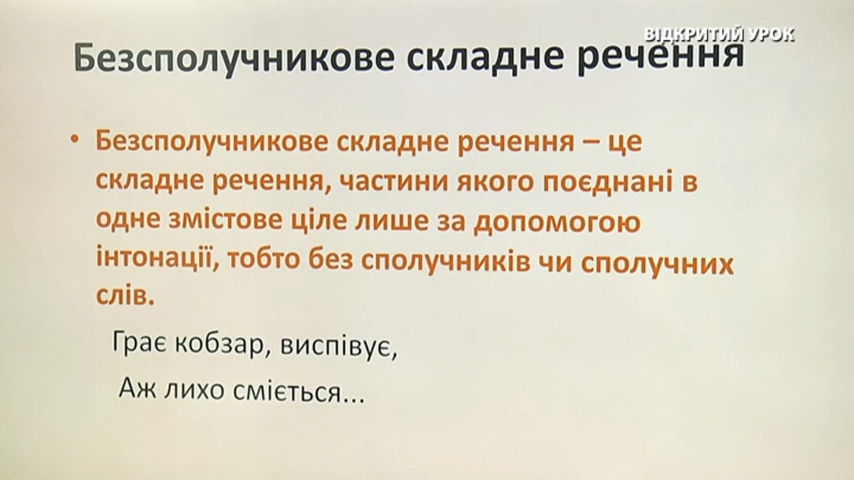 ВІДКРИТИЙ УРОК
Безсполучникове складне речення
• Безсполучникове складне речення – це
складне речення, частини якого поєднані в
одне змістове ціле лише за допомогою
інтонації, тобто без сполучників чи сполучних
слів.
Грає кобзар, виспівує,
Аж лихо сміється...